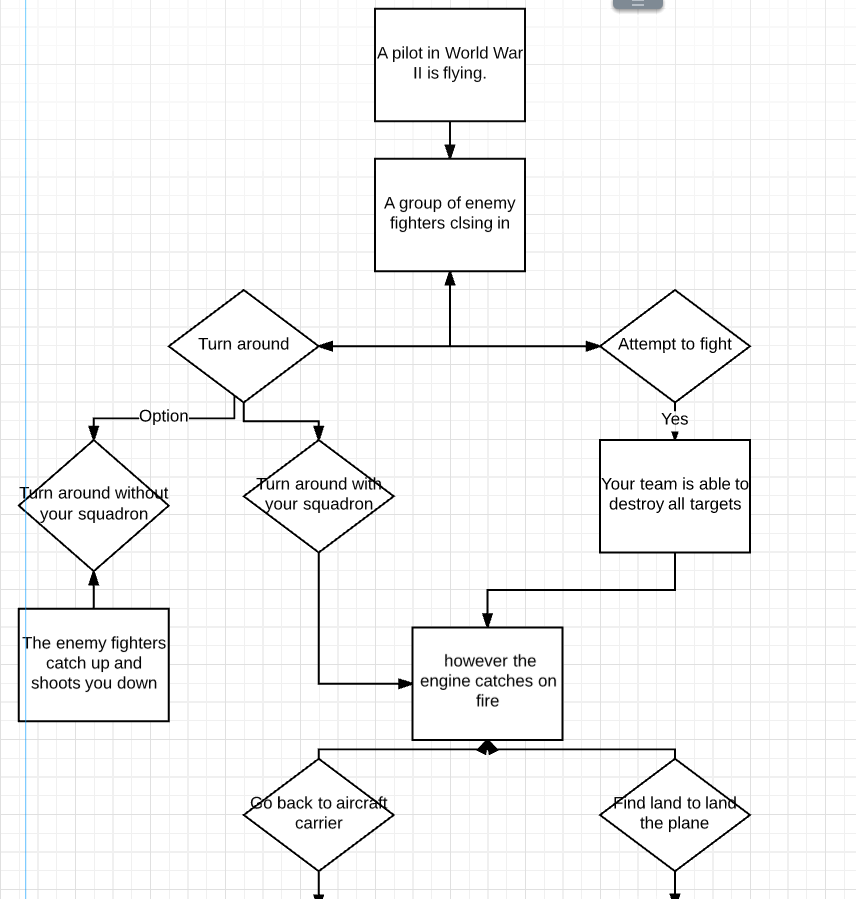 A pilot in World War
II is flying.
A group of enemy
fighters clsing in
Turn around
Attempt to fight
Option
Yes
Turn around without
your squadron
Turn around with
your squadron
Your team is able to
destroy all targets
The enemy fighters
catch up and
shoots you down
however the
engine catches on
fire
Go back to aircraft
carrier
Find land to land
the plane